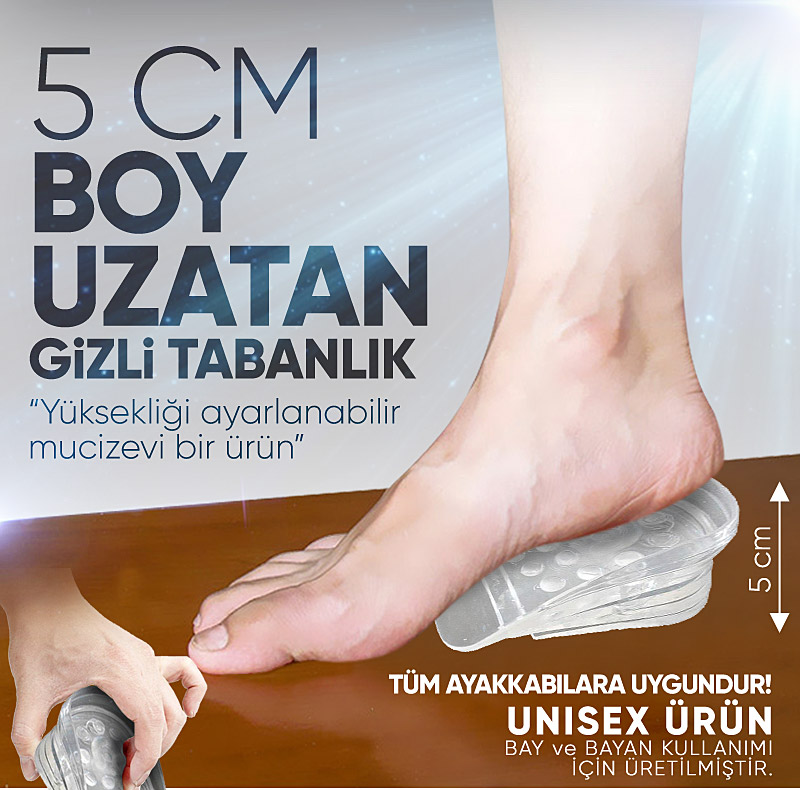 5 CM
BOY
UZATAN
GiZLi TABANLIK
“Yüksekliği ayarlanabilir
mucizevi bir ürün”
5 cm
TÜM AYAKKABILARA UYGUNDUR!
UNISEX ÜRÜN
BAY ve BAYAN KULLANIMI
İÇİN ÜRETİLMİŞTİR.